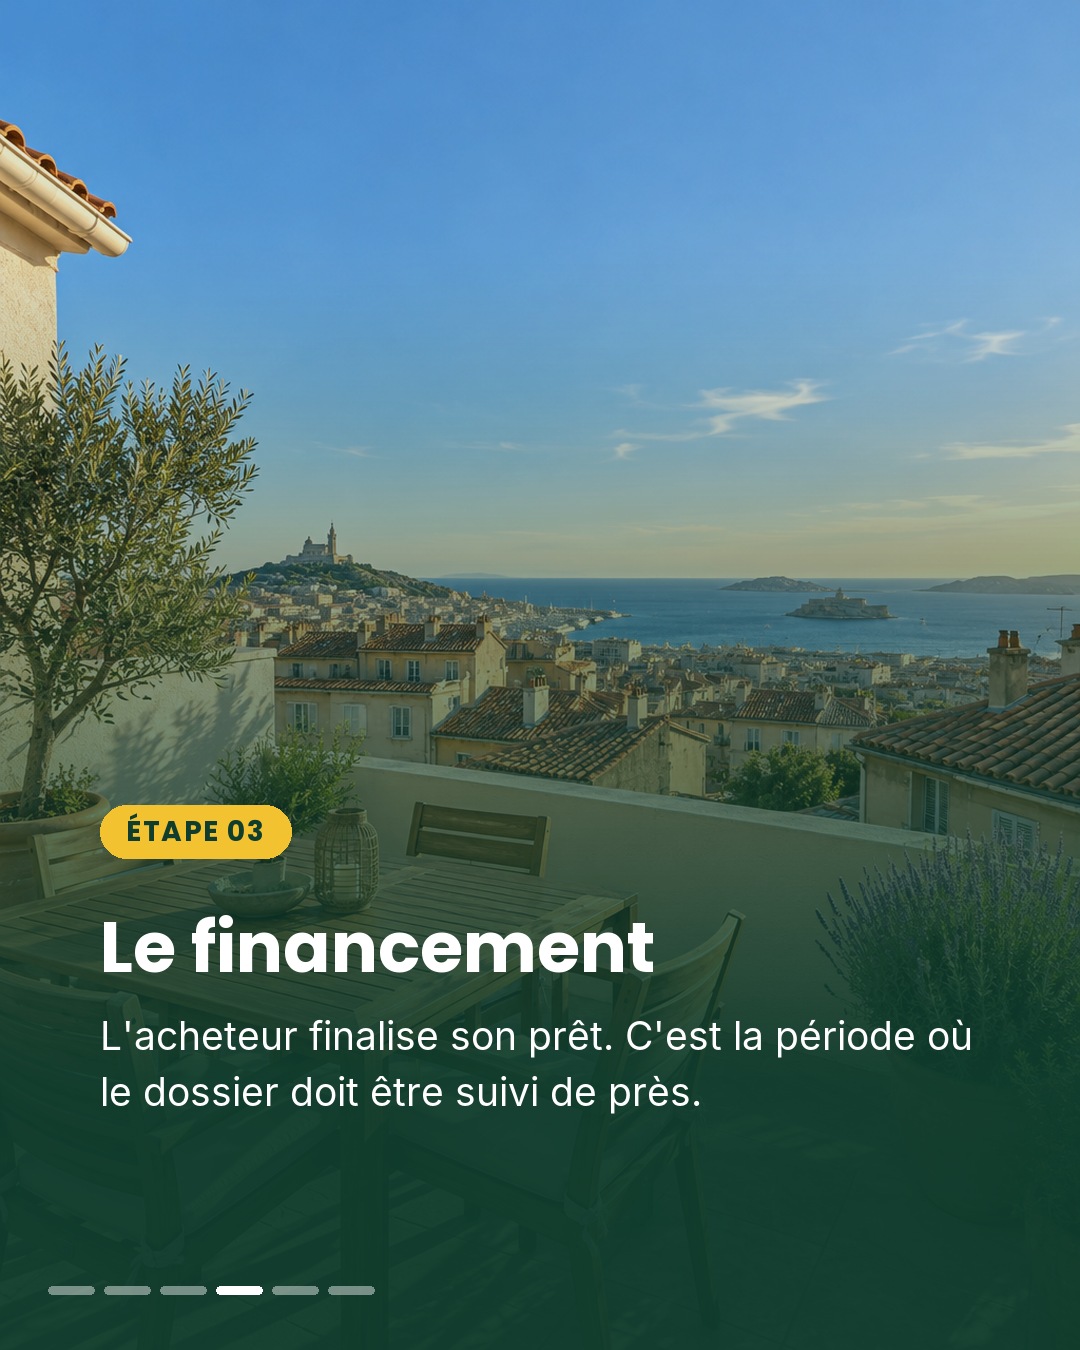 ÉTAPE 03
Le financement
L'acheteur finalise son prêt. C'est la période où
le dossier doit être suivi de près.